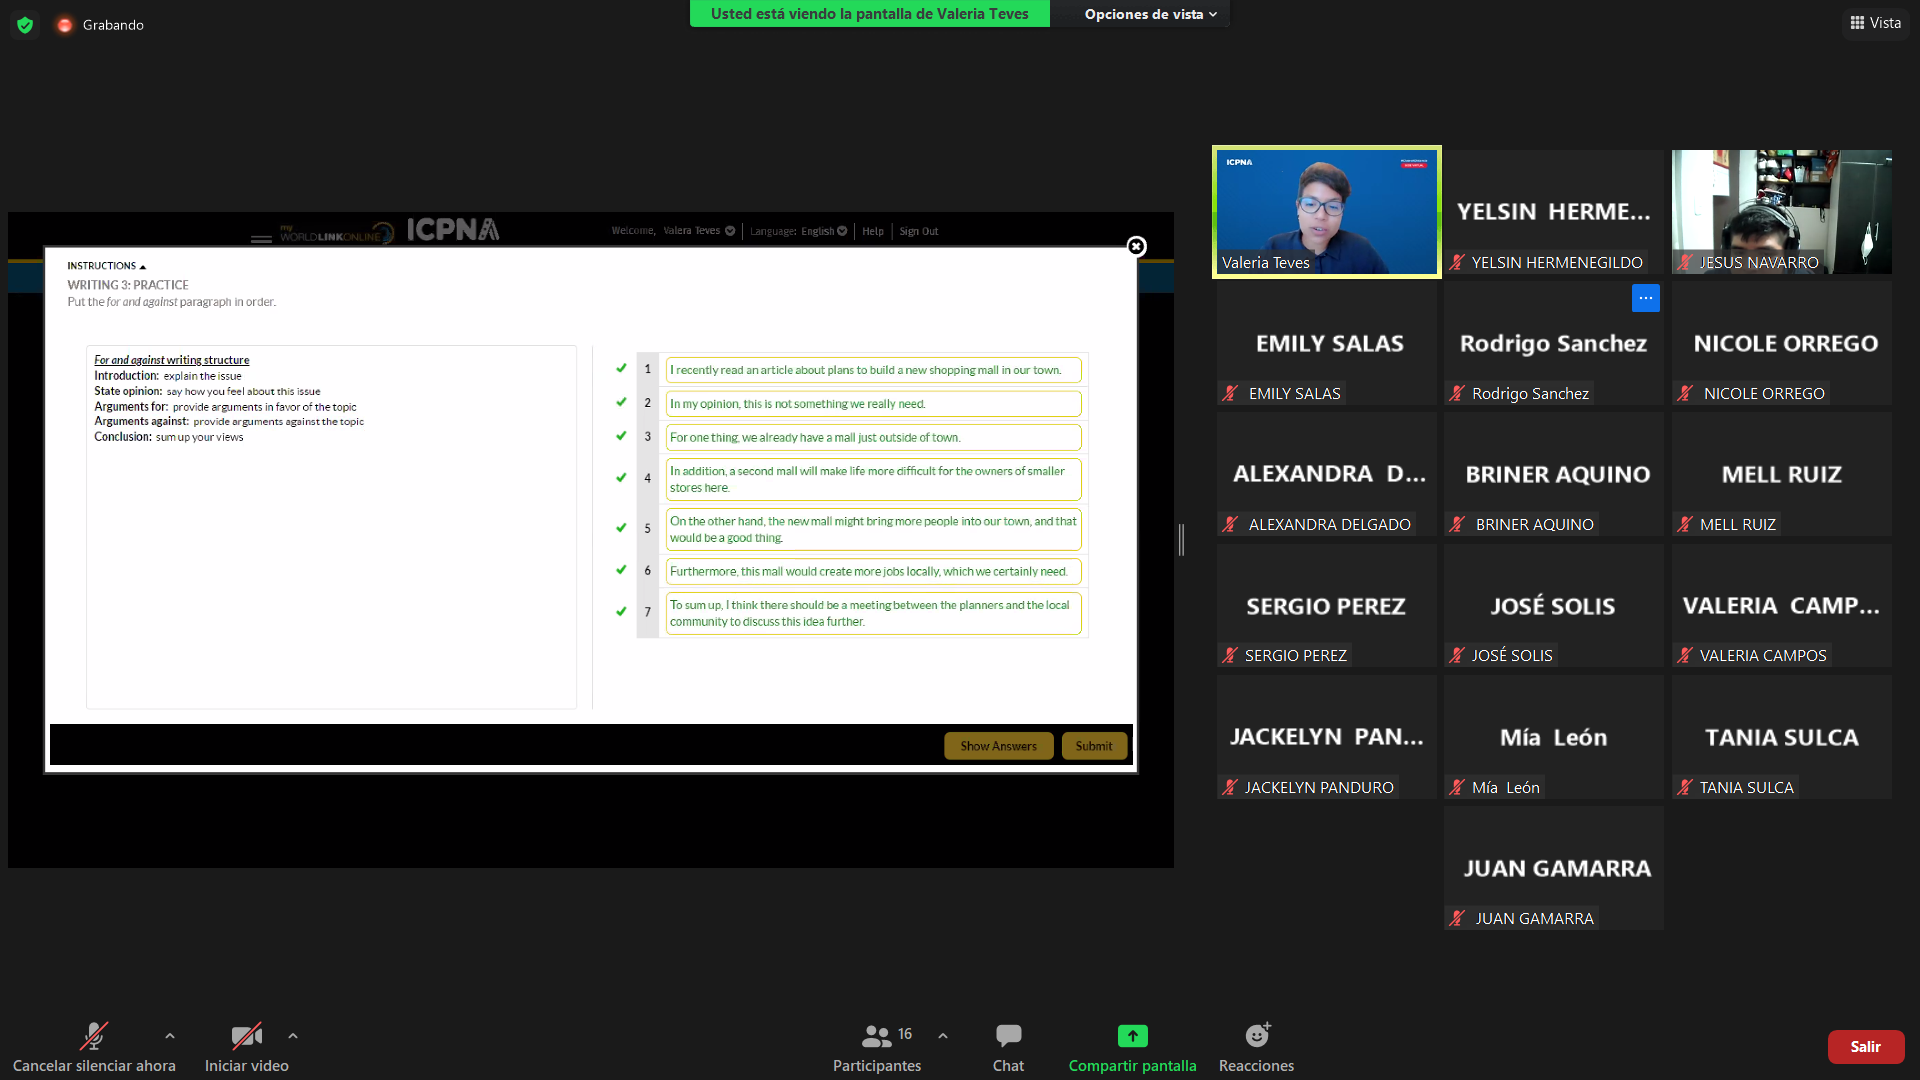 Grabando
Usted está viendo la pantalla de Valeria Teves
Opciones de vista
Vista
my
WORLDLINKONLINE
ICPNA
Welcome, Valera Teves
Language: English
Help
Sign Out
INSTRUCTIONS
WRITING 3: PRACTICE
Put the for and against paragraph in order.
For and against writing structure
Introduction: explain the issue
State opinion: say how you feel about this issue
Arguments for: provide arguments in favor of the topic
Arguments against: provide arguments against the topic
Conclusion: sum up your views
1 I recently read an article about plans to build a new shopping mall in our town.
2 In my opinion, this is not something we really need.
3 For one thing, we already have a mall just outside of town.
4 In addition, a second mall will make life more difficult for the owners of smaller
stores here.
5 On the other hand, the new mall might bring more people into our town, and that
would be a good thing.
6 Furthermore, this mall would create more jobs locally, which we certainly need.
7 To sum up, I think there should be a meeting between the planners and the local
community to discuss this idea further.
Show Answers
Submit
ICPNA
Valeria Teves
YELSIN HERME...
YELSIN HERMENEGILDO
JESUS NAVARRO
EMILY SALAS
EMILY SALAS
Rodrigo Sanchez
Rodrigo Sanchez
NICOLE ORREGO
NICOLE ORREGO
ALEXANDRA D...
ALEXANDRA DELGADO
BRINER AQUINO
BRINER AQUINO
MELL RUIZ
MELL RUIZ
SERGIO PEREZ
SERGIO PEREZ
JOSÉ SOLIS
JOSÉ SOLIS
VALERIA CAMP...
VALERIA CAMPOS
JACKELYN PAN...
JACKELYN PANDURO
Mía León
Mía León
TANIA SULCA
TANIA SULCA
JUAN GAMARRA
JUAN GAMARRA
Cancelar silenciar ahora
Iniciar video
16
Participantes
Chat
Compartir pantalla
Reacciones
Salir